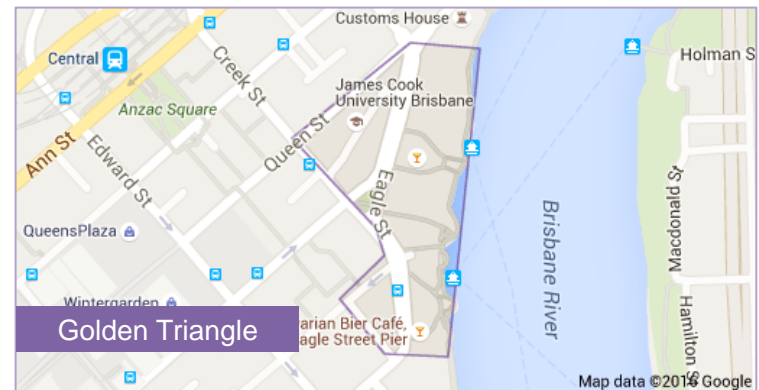 Customs House
Central
Holman S
Creek St
James Cook
University Brisbane
Anzac Square
Queen St
Ann St
Edward St
Eagle St
Macdonald St
QueensPlaza
Brisbane River
Wintergarden
Golden Triangle
arian Bier Café,
agle Street Pier
Hamilton S
Map data ©2016 Google